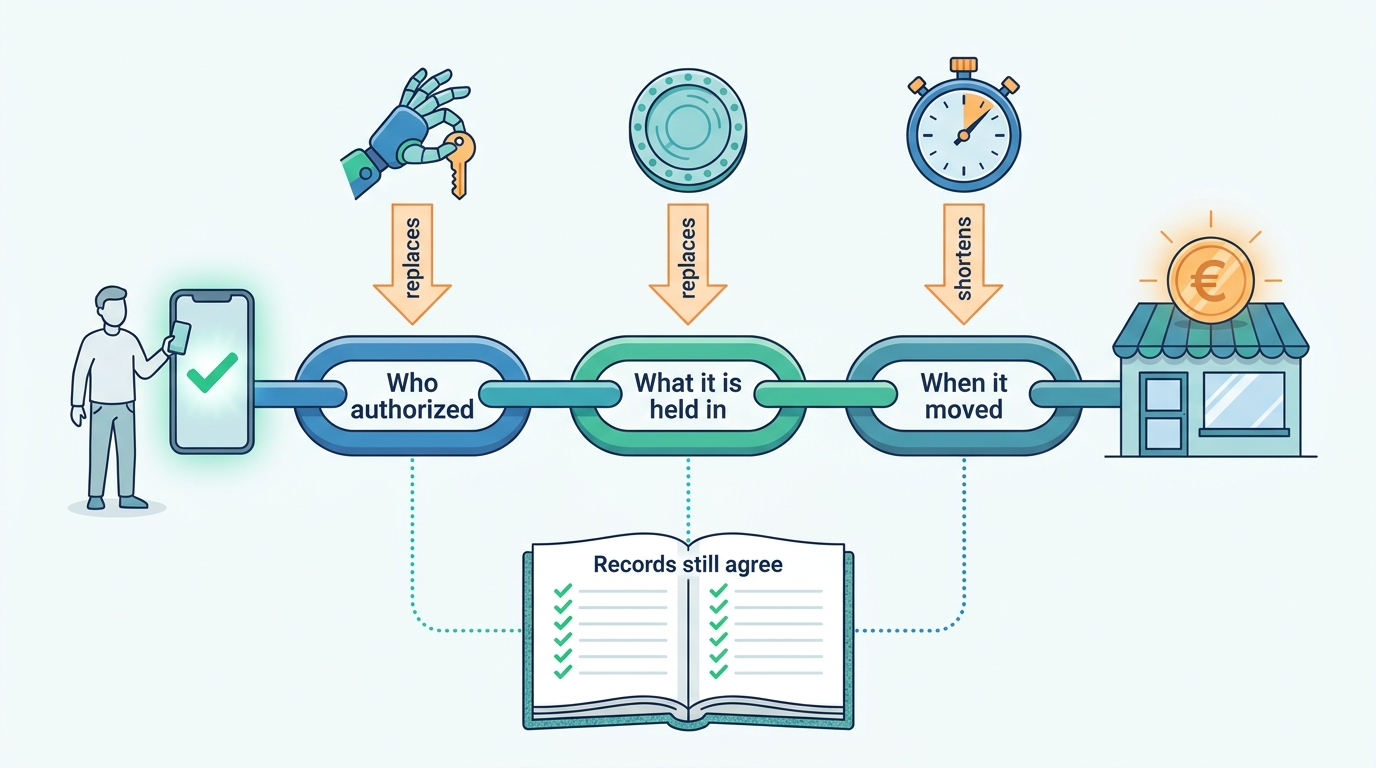 replaces
replaces
shortens
€
Who
authorized
What it is
held in
When it
moved
Records still agree